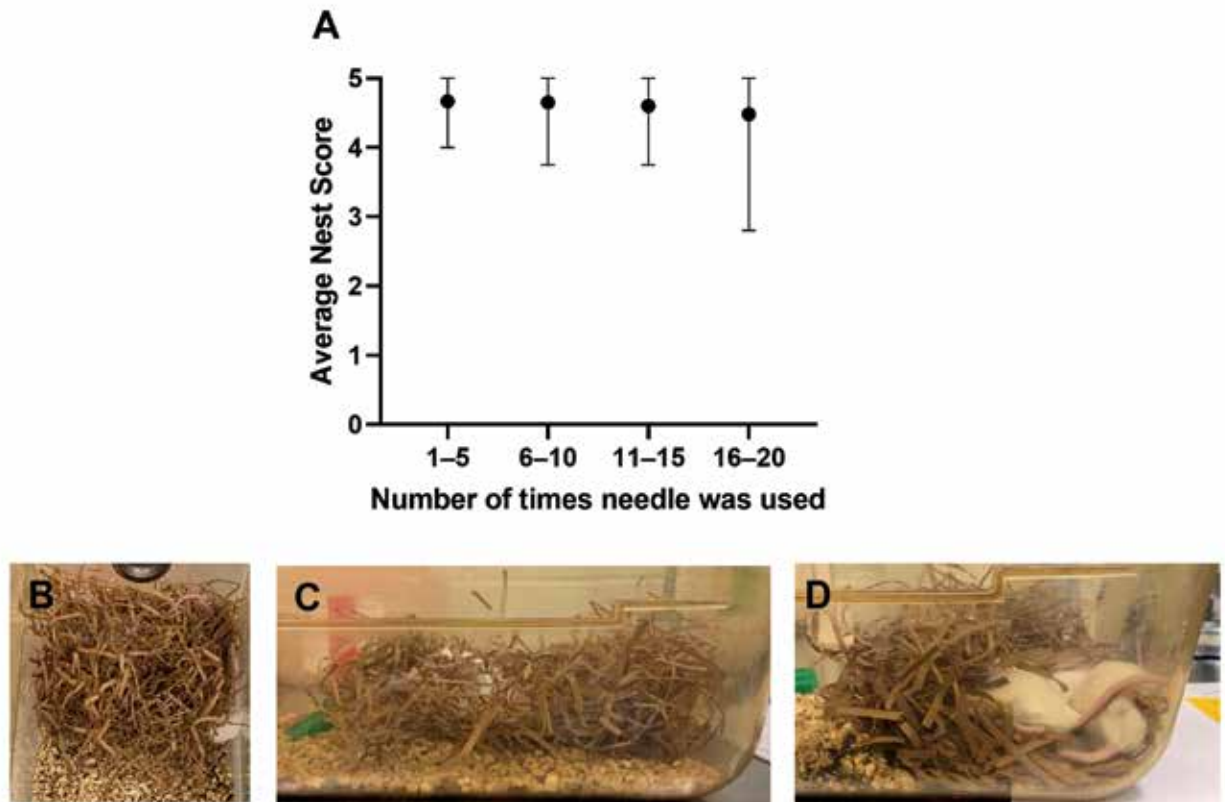 A
Average Nest Score
5
4
3
2
1
0
1–5 6–10 11–15 16–20
Number of times needle was used
B C D